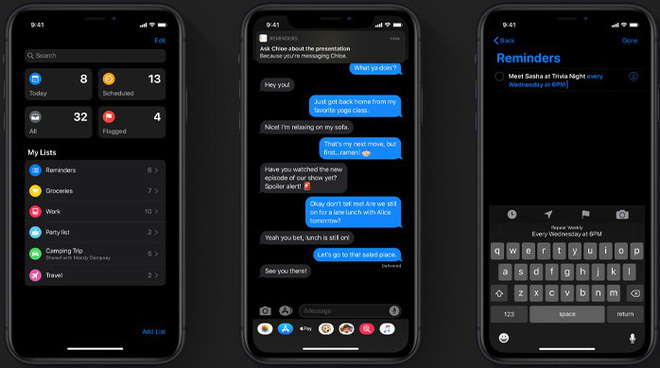 9:41
Edit
Search
8
Today
13
Scheduled
32
All
4
Flagged
My Lists
Reminders 6
Groceries 7
Work 10
Party list 2
Camping Trip 5
Shared with Mandy Dempsey
Travel 2
Add List
9:41
REMINDERS now
Ask Chloe about the presentation
Because you're messaging Chloe.
What ya doin'?
Hey you!
Just got back home from my
favorite yoga class.
Nice! I'm relaxing on my sofa.
That's my next move, but
first...ramen! 🍜
Have you watched the new
episode of our show yet?
Spoiler alert! 🚨
Okay don't tell me! Are we still
on for a late lunch with Alice
tomorrow?
Yeah you bet, lunch is still on!
Let's go to that salad place.
Delivered
See you there!
iMessage
Pay
9:41
Back
Done
Reminders
Meet Sasha at Trivia Night every
Wednesday at 6PM
Repeat Weekly
Every Wednesday at 6PM
q w e r t y u i o p
a s d f g h j k l
z x c v b n m
123 space return